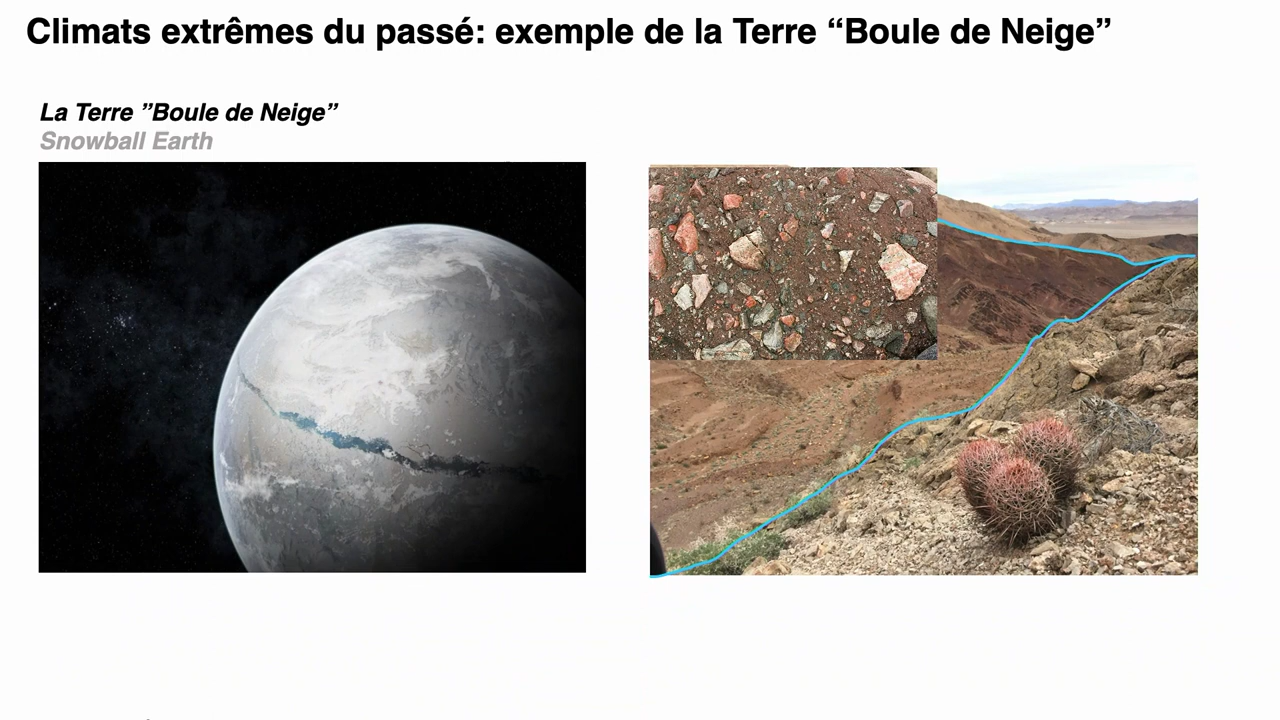 Climats extrêmes du passé: exemple de la Terre “Boule de Neige”
La Terre ”Boule de Neige”
Snowball Earth